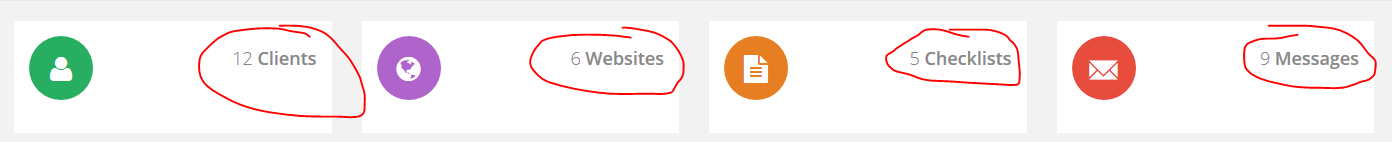 12 Clients
6 Websites
5 Checklists
9 Messages